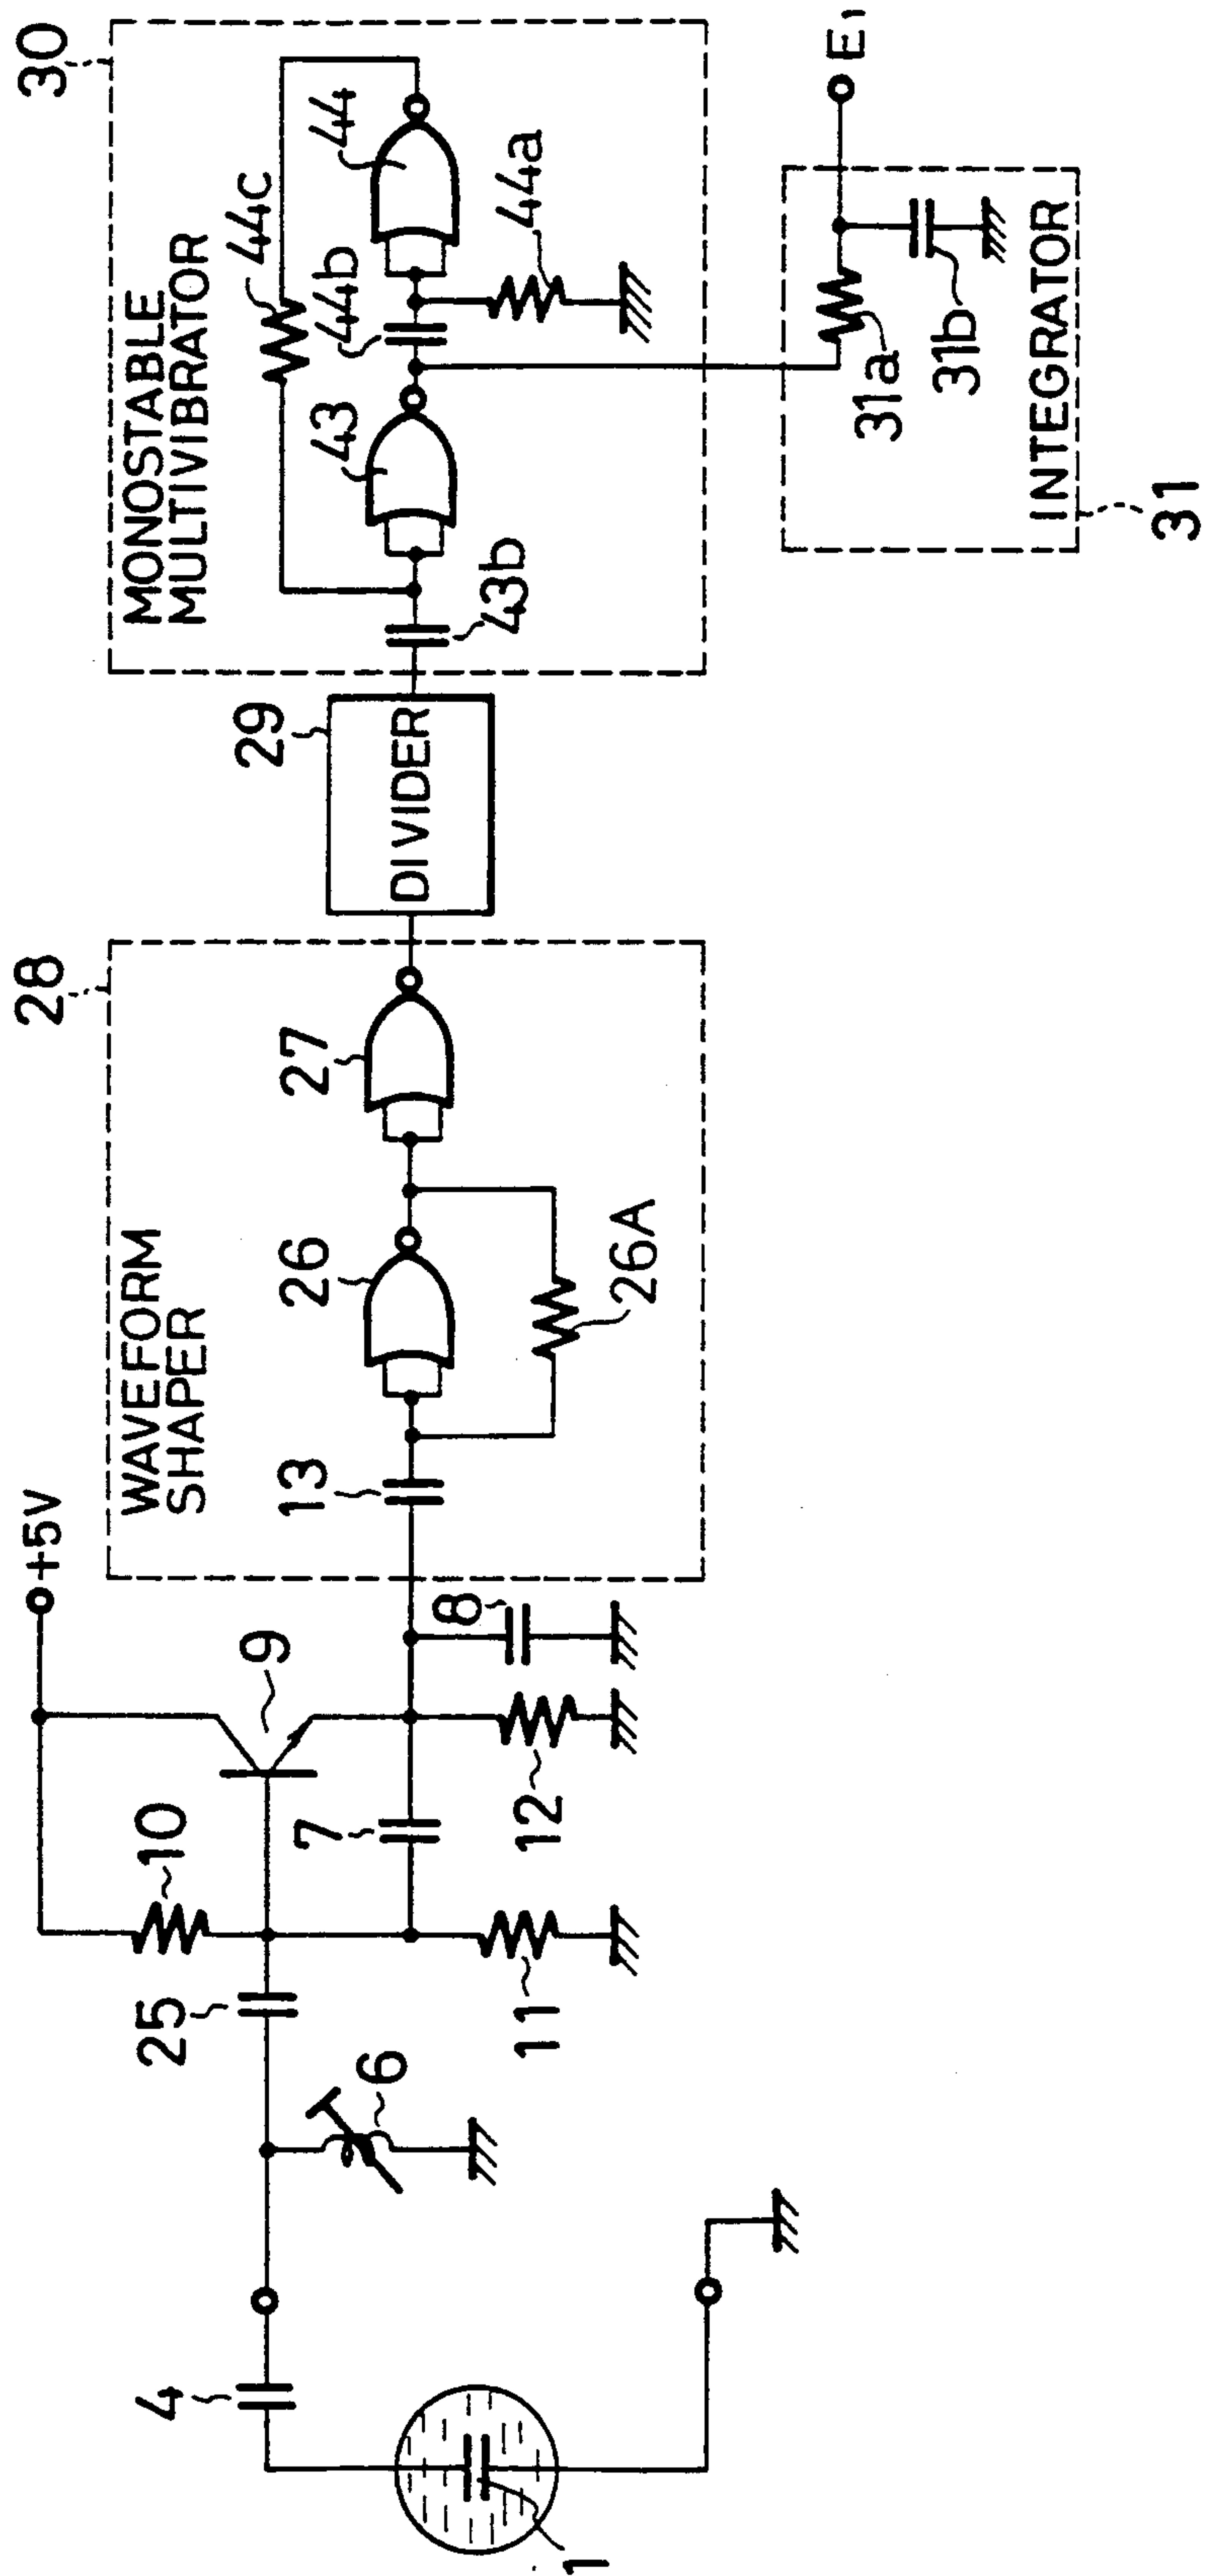 +5V
10
9
25
4
6
7
8
11
12
1
28
WAVEFORM
SHAPER
13
26
26A
27
29
DIVIDER
30
MONOSTABLE
MULTIVIBRATOR
44c
43b
43
44b
44
44a
31a
31b
INTEGRATOR
31
E1